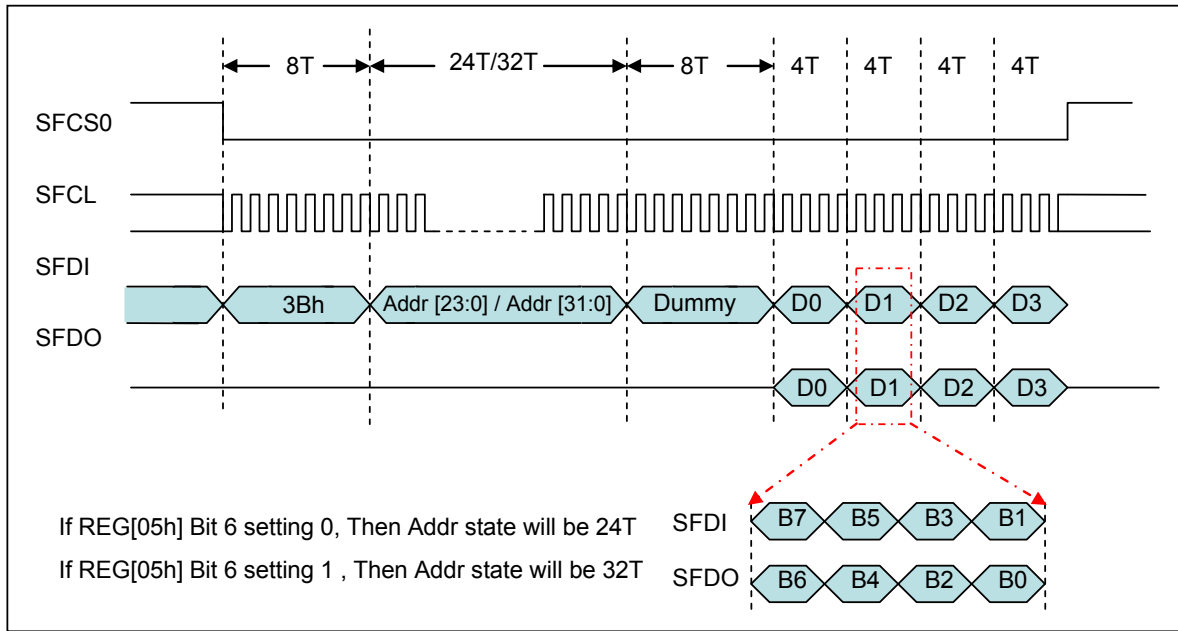 8T 24T/32T 8T 4T 4T 4T 4T
SFCS0
SFCL
SFDI
3Bh Addr [23:0] / Addr [31:0] Dummy D0 D1 D2 D3
SFDO
D0 D1 D2 D3
If REG[05h] Bit 6 setting 0, Then Addr state will be 24T
SFDI B7 B5 B3 B1
If REG[05h] Bit 6 setting 1 , Then Addr state will be 32T
SFDO B6 B4 B2 B0